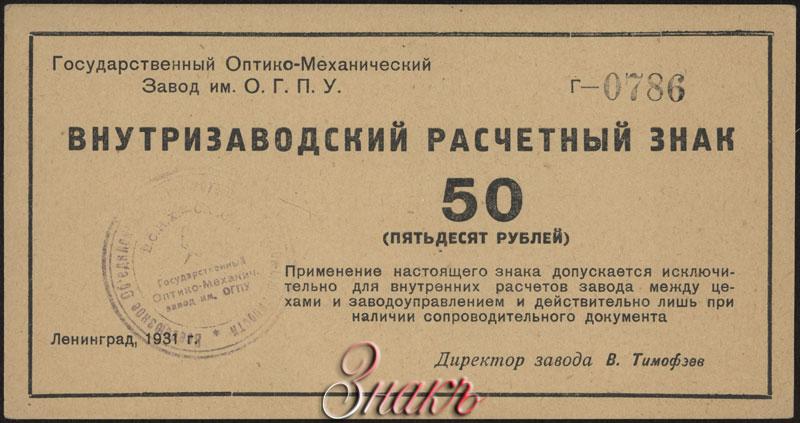 Государственный Оптико-Механический
Завод им. О. Г. П. У.
Г—0786
ВНУТРИЗАВОДСКИЙ РАСЧЕТНЫЙ ЗНАК
50
(ПЯТЬДЕСЯТ РУБЛЕЙ)
Применение настоящего знака допускается исключи-
тельно для внутренних расчетов завода между це-
хами и заводоуправлением и действительно лишь при
наличии сопроводительного документа
В.С.Н.Х.
Государственный
Оптико-Механич.
завод им. ОГПУ
Ленинград, 1931 г.
Директор завода В. Тимофэев
Знакъ